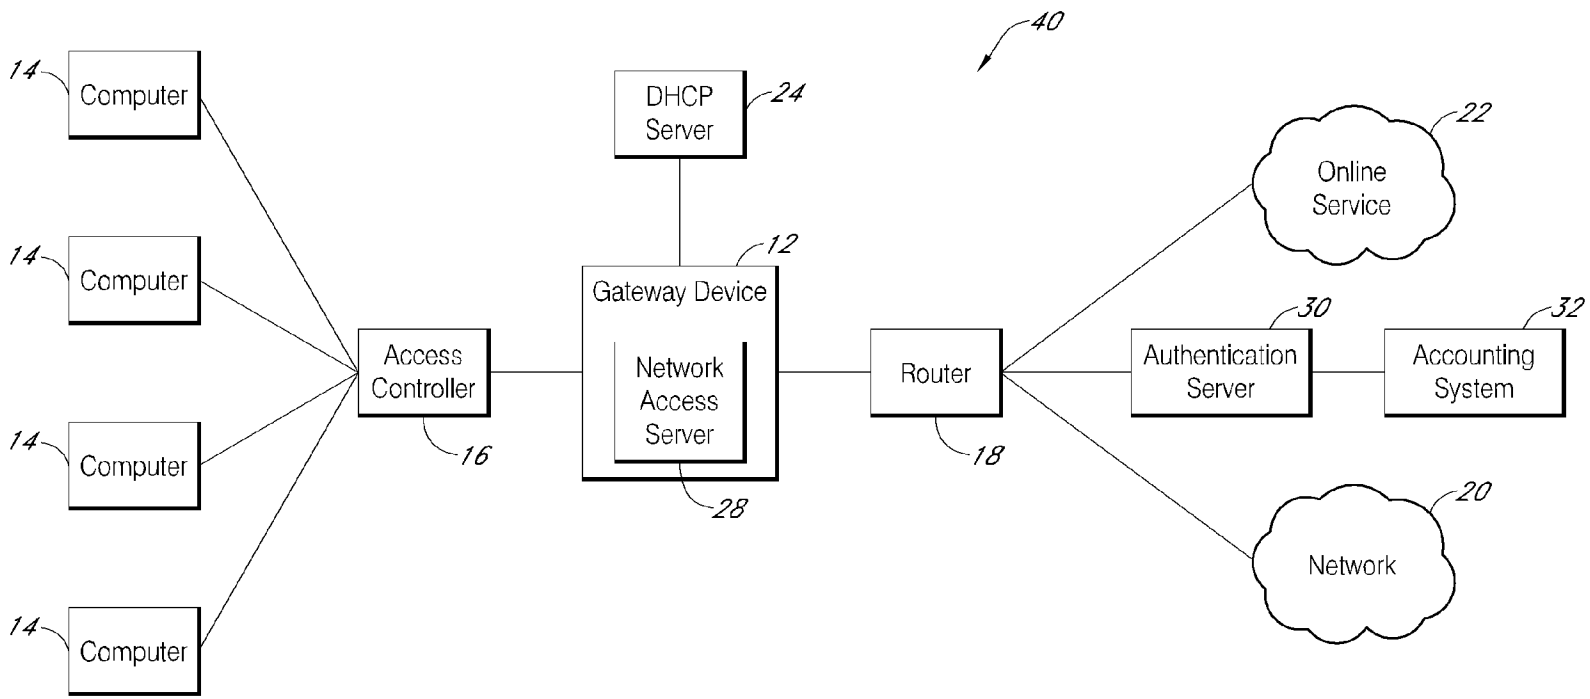 40
14
Computer
DHCP
Server
24
22
Online
Service
14
Computer
12
Gateway Device
Network
Access
Server
28
Access
Controller
16
Router
18
30
Authentication
Server
32
Accounting
System
14
Computer
20
Network
14
Computer